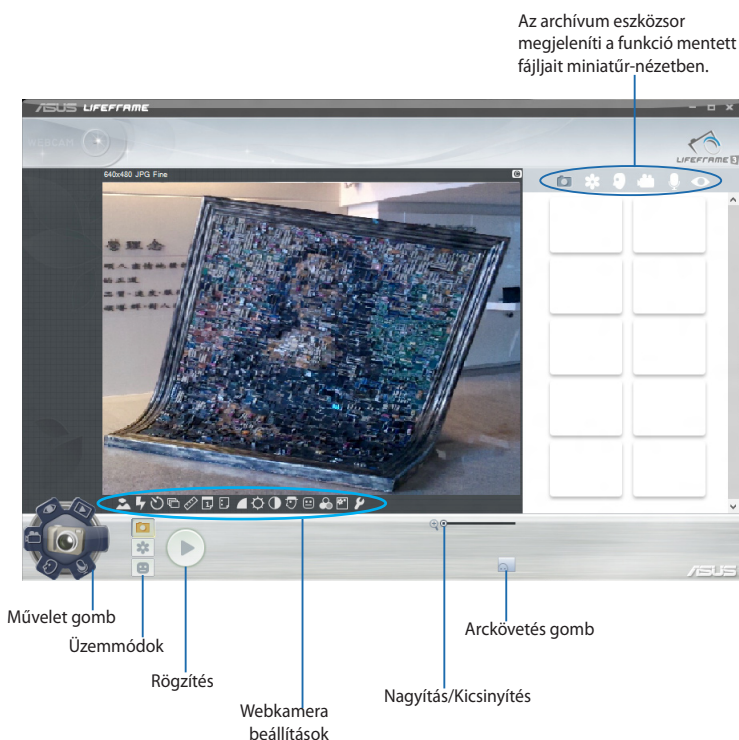 Az archívum eszközsor
megjeleníti a funkció mentett
fájljait miniatűr-nézetben.
ASUS LIFEFRAME
WEBCAM
LIFEFRAME 3
640x480 JPG Fine
ASUS
Művelet gomb
Üzemmódok
Rögzítés
Webkamera
beállítások
Nagyítás/Kicsinyítés
Arckövetés gomb